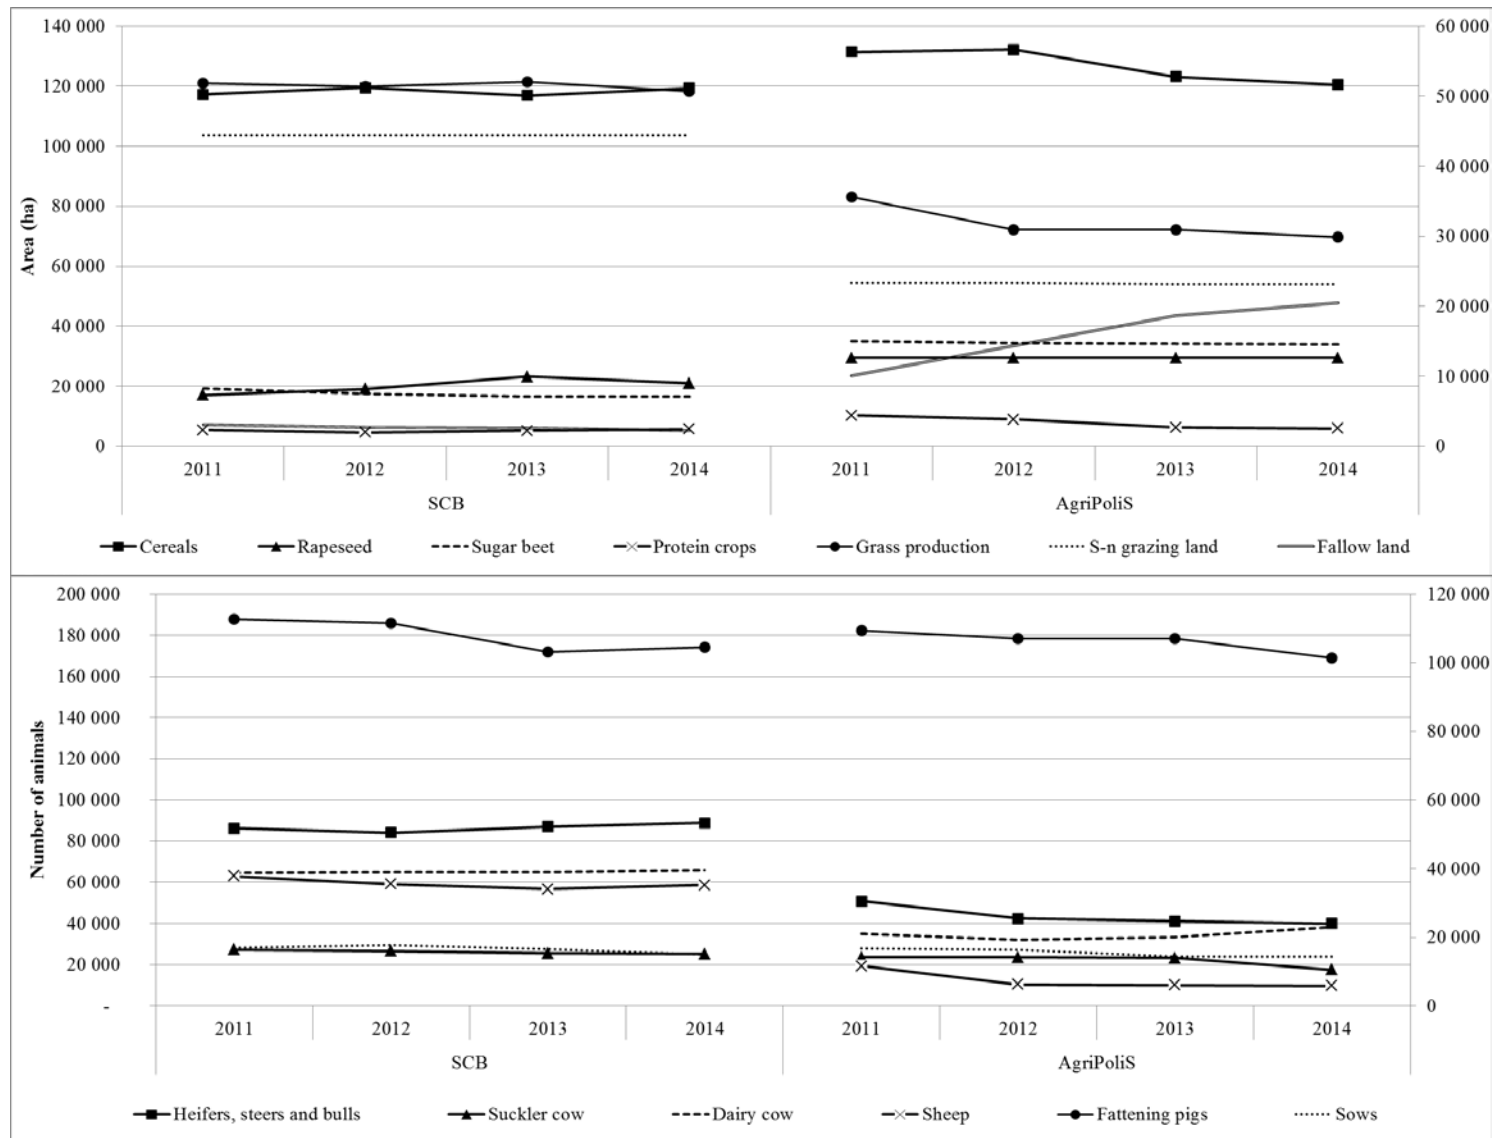 140 000 60 000
120 000 50 000
100 000 40 000
80 000 30 000
60 000 20 000
40 000 10 000
20 000
0 0
Area (ha)
2011 2012 2013 2014 2011 2012 2013 2014
SCB AgriPoliS
Cereals Rapeseed Sugar beet Protein crops Grass production S-n grazing land Fallow land
200 000 120 000
180 000 100 000
160 000 80 000
140 000 60 000
120 000 40 000
100 000 20 000
80 000
60 000
40 000
20 000
- 0
Number of animals
2011 2012 2013 2014 2011 2012 2013 2014
SCB AgriPoliS
Heifers, steers and bulls Suckler cow Dairy cow Sheep Fattening pigs Sows